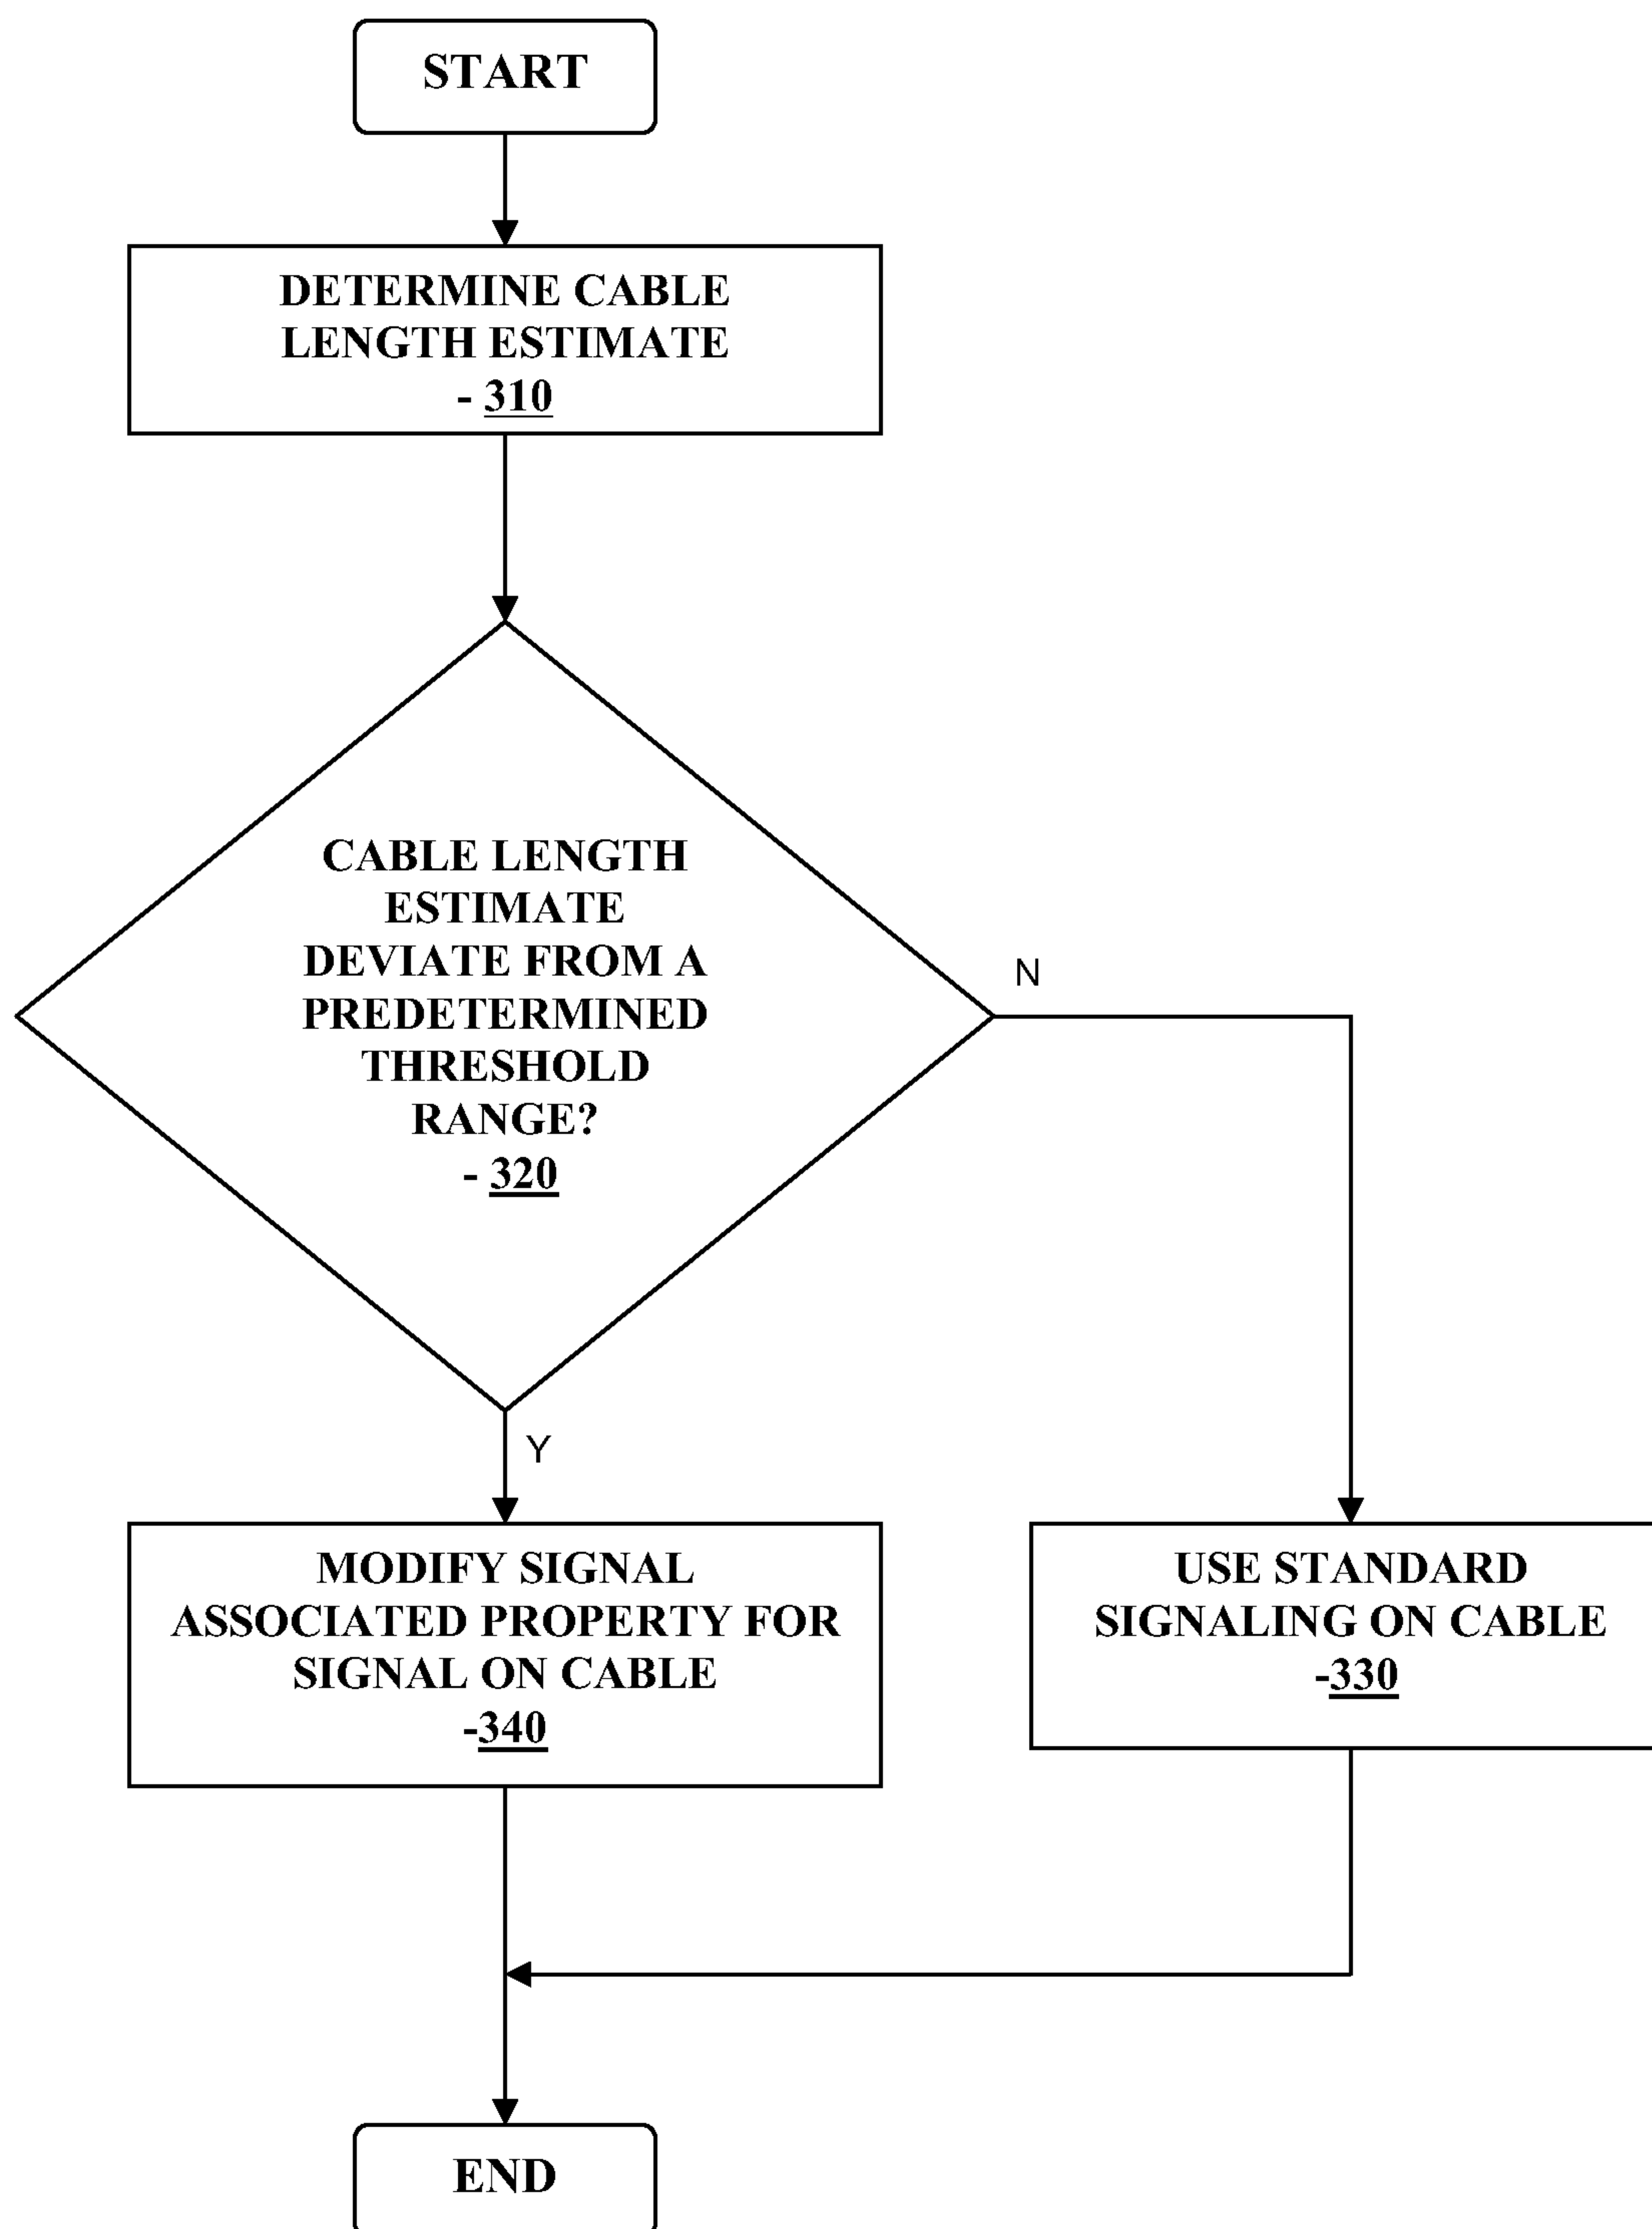 START
DETERMINE CABLE
LENGTH ESTIMATE
- 310
CABLE LENGTH
ESTIMATE
DEVIATE FROM A
PREDETERMINED
THRESHOLD
RANGE?
- 320
N
Y
MODIFY SIGNAL
ASSOCIATED PROPERTY FOR
SIGNAL ON CABLE
-340
USE STANDARD
SIGNALING ON CABLE
-330
END